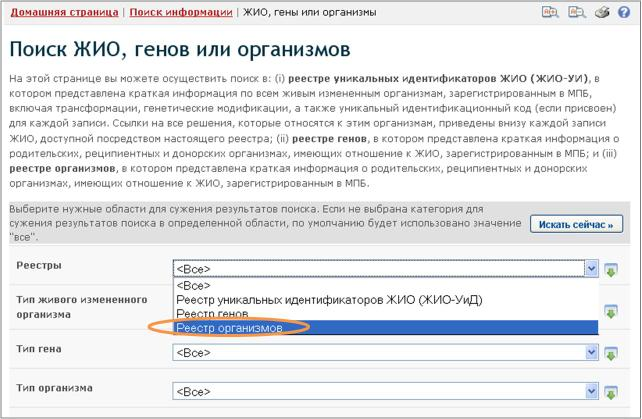 Домашняя страница | Поиск информации | ЖИО, гены или организмы
Поиск ЖИО, генов или организмов
На этой странице вы можете осуществить поиск в: (i) реестре уникальных идентификаторов ЖИО (ЖИО-УИ), в
котором представлена краткая информация по всем живым измененным организмам, зарегистрированным в МПБ,
включая трансформации, генетические модификации, а также уникальный идентификационный код (если присвоен)
для каждой записи. Ссылки на все решения, которые относятся к этим организмам, приведены внизу каждой записи
ЖИО, доступной посредством настоящего реестра; (ii) реестре генов, в котором представлена краткая информация о
родительских, реципиентных и донорских организмах, имеющих отношение к ЖИО, зарегистрированным в МПБ; и (iii)
реестре организмов, в котором представлена краткая информация о родительских, реципиентных и донорских
организмах, имеющих отношение к ЖИО, зарегистрированным в МПБ.
Выберите нужные области для сужения результатов поиска. Если не выбрана категория для
сужения результатов поиска в определенной области, по умолчанию будет использовано значение
"все".
Искать сейчас »
Реестры
<Все>
<Все>
Реестр уникальных идентификаторов ЖИО (ЖИО-УиД)
Реестр генов
Реестр организмов
Тип живого измененного
организма
Тип гена
<Все>
Тип организма
<Все>